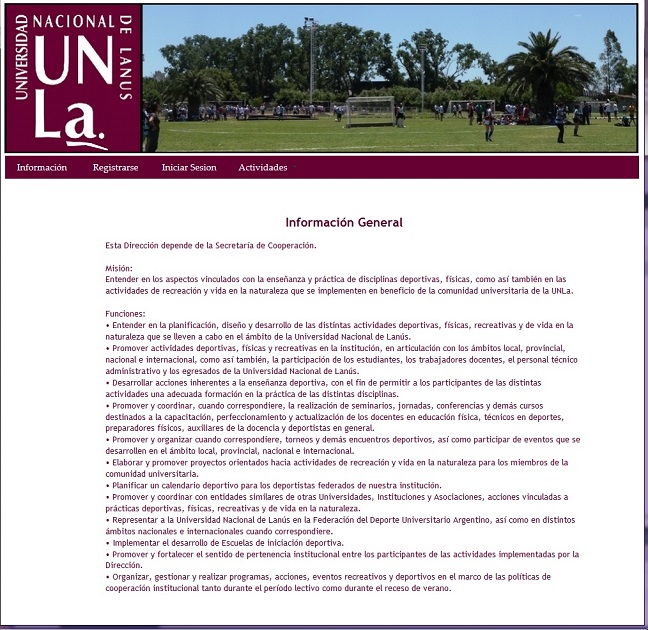 UNIVERSIDAD
NACIONAL
DE LANUS
UN
La.
Información Registrarse Iniciar Sesion Actividades
Información General
Esta Dirección depende de la Secretaría de Cooperación.
Misión:
Entender en los aspectos vinculados con la enseñanza y práctica de disciplinas deportivas, físicas, como así también en las
actividades de recreación y vida en la naturaleza que se implementen en beneficio de la comunidad universitaria de la UNLa.
Funciones:
• Entender en la planificación, diseño y desarrollo de las distintas actividades deportivas, físicas, recreativas y de vida en la
naturaleza que se lleven a cabo en el ámbito de la Universidad Nacional de Lanús.
• Promover actividades deportivas, físicas y recreativas en la institución, en articulación con los ámbitos local, provincial,
nacional e internacional, como así también, la participación de los estudiantes, los trabajadores docentes, el personal técnico
administrativo y los egresados de la Universidad Nacional de Lanús.
• Desarrollar acciones inherentes a la enseñanza deportiva, con el fin de permitir a los participantes de las distintas
actividades una adecuada formación en la práctica de las distintas disciplinas.
• Promover y coordinar, cuando correspondiere, la realización de seminarios, jornadas, conferencias y demás cursos
destinados a la capacitación, perfeccionamiento y actualización de los docentes en educación física, técnicos en deportes,
preparadores físicos, auxiliares de la docencia y deportistas en general.
• Promover y organizar cuando correspondiere, torneos y demás encuentros deportivos, así como participar de eventos que se
desarrollen en el ámbito local, provincial, nacional e internacional.
• Elaborar y promover proyectos orientados hacia actividades de recreación y vida en la naturaleza para los miembros de la
comunidad universitaria.
• Planificar un calendario deportivo para los deportistas federados de nuestra institución.
• Promover y coordinar con entidades similares de otras Universidades, Instituciones y Asociaciones, acciones vinculadas a
prácticas deportivas, físicas, recreativas y de vida en la naturaleza.
• Representar a la Universidad Nacional de Lanús en la Federación del Deporte Universitario Argentino, así como en distintos
ámbitos nacionales e internacionales cuando correspondiere.
• Implementar el desarrollo de Escuelas de iniciación deportiva.
• Promover y fortalecer el sentido de pertenencia institucional entre los participantes de las actividades implementadas por la
Dirección.
• Organizar, gestionar y realizar programas, acciones, eventos recreativos y deportivos en el marco de las políticas de
cooperación institucional tanto durante el período lectivo como durante el receso de verano.